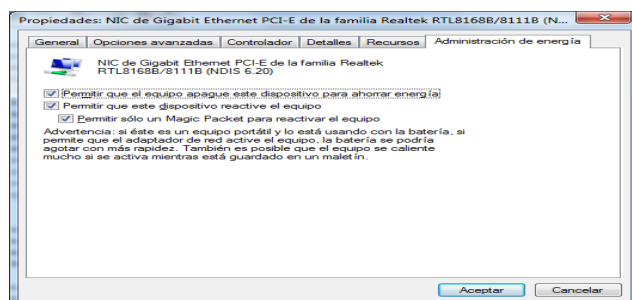 Propiedades: NIC de Gigabit Ethernet PCI-E de la familia Realtek RTL8168B/8111B (N...
General Opciones avanzadas Controlador Detalles Recursos Administración de energía
NIC de Gigabit Ethernet PCI-E de la familia Realtek
RTL8168B/8111B (NDIS 6.20)
Permitir que el equipo apague este dispositivo para ahorrar energía
Permitir que este dispositivo reactive el equipo
Permitir sólo un Magic Packet para reactivar el equipo
Advertencia: si éste es un equipo portátil y lo está usando con la batería, si
permite que el adaptador de red active el equipo, la batería se podría
agotar con más rapidez. También es posible que el equipo se caliente
mucho si se activa mientras está guardado en un maletín.
Aceptar Cancelar